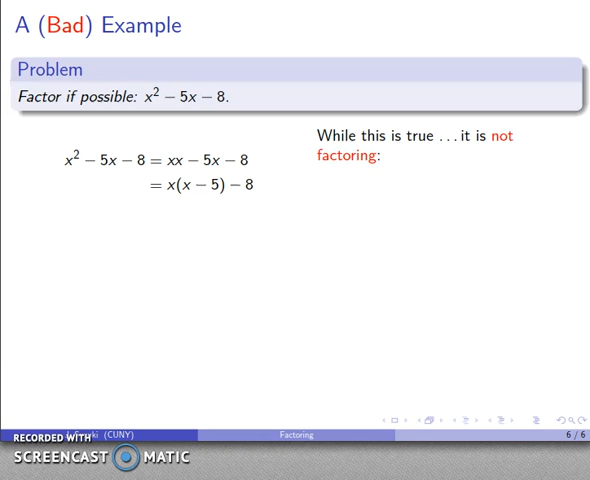 A (Bad) Example
Problem
Factor if possible: x² − 5x − 8.
While this is true ... it is not
factoring:
x² − 5x − 8 = xx − 5x − 8
= x(x − 5) − 8
(CUNY)
Factoring
6 / 6
RECORDED WITH
SCREENCAST MATIC